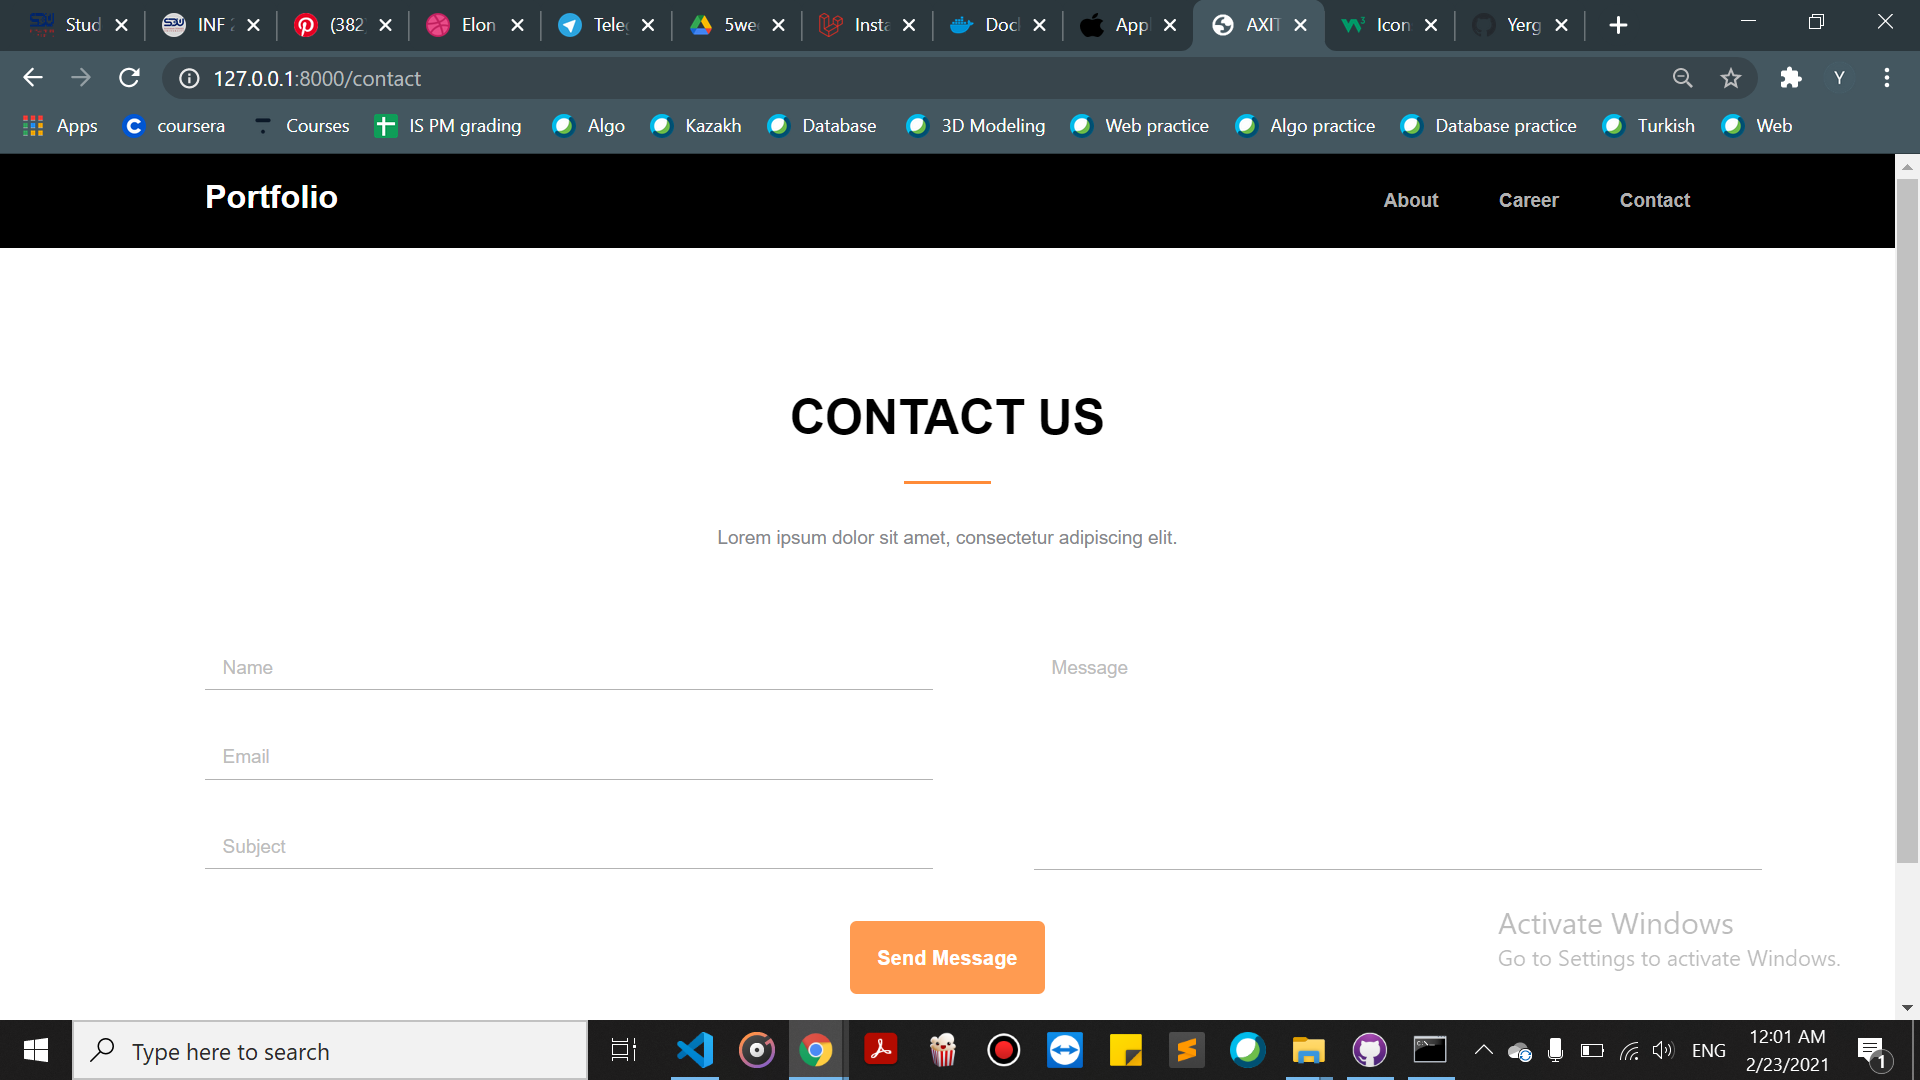 Stud INF (382 Elon Tele 5we Insta Doc Appl AXIT Icon Yerg
127.0.0.1:8000/contact Y
Apps coursera Courses IS PM grading Algo Kazakh Database 3D Modeling Web practice Algo practice Database practice Turkish Web
Portfolio About Career Contact
CONTACT US
Lorem ipsum dolor sit amet, consectetur adipiscing elit.
Name Message
Email
Subject
Send Message
Activate Windows
Go to Settings to activate Windows.
Type here to search ENG 12:01 AM
2/23/2021 1